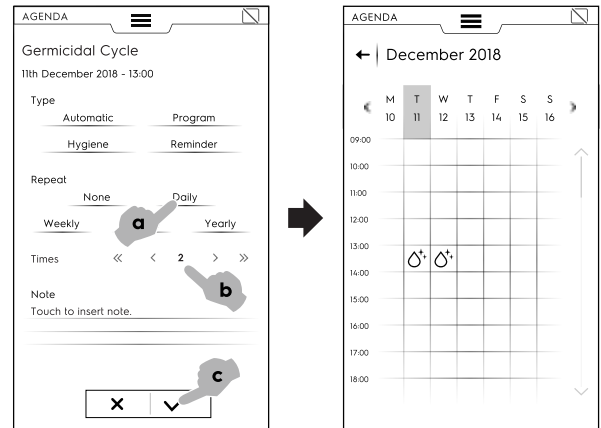 AGENDA
Germicidal Cycle
11th December 2018 - 13:00
Type
Automatic Program
Hygiene Reminder
Repeat
None Daily
Weekly Yearly
a
Times << < 2 > >>
b
Note
Touch to insert note.
c
AGENDA
December 2018
M T W T F S S
10 11 12 13 14 15 16
09:00
10:00
11:00
12:00
13:00
14:00
15:00
16:00
17:00
18:00